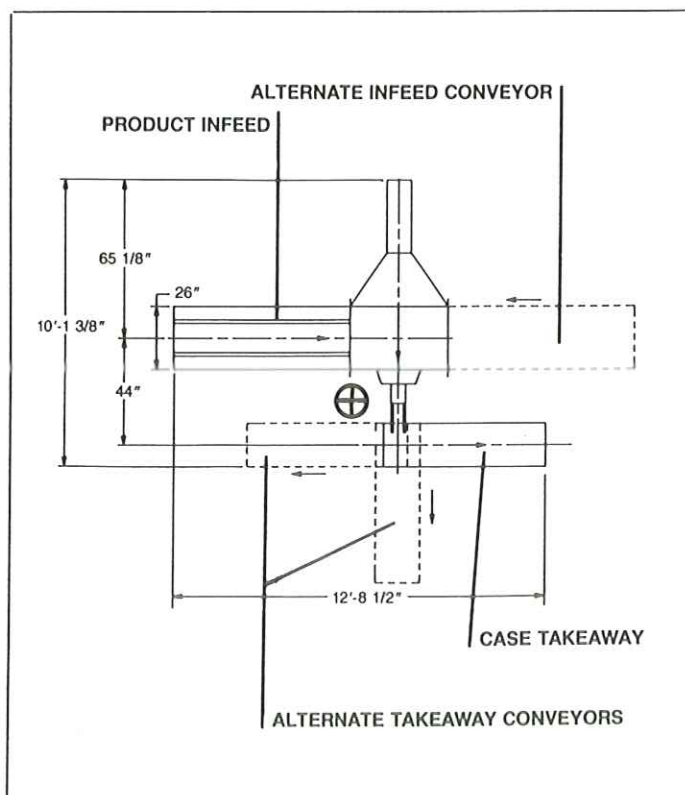 ALTERNATE INFEED CONVEYOR
PRODUCT INFEED
65 1/8"
26"
10'-1 3/8"
44"
12'-8 1/2"
CASE TAKEAWAY
ALTERNATE TAKEAWAY CONVEYORS